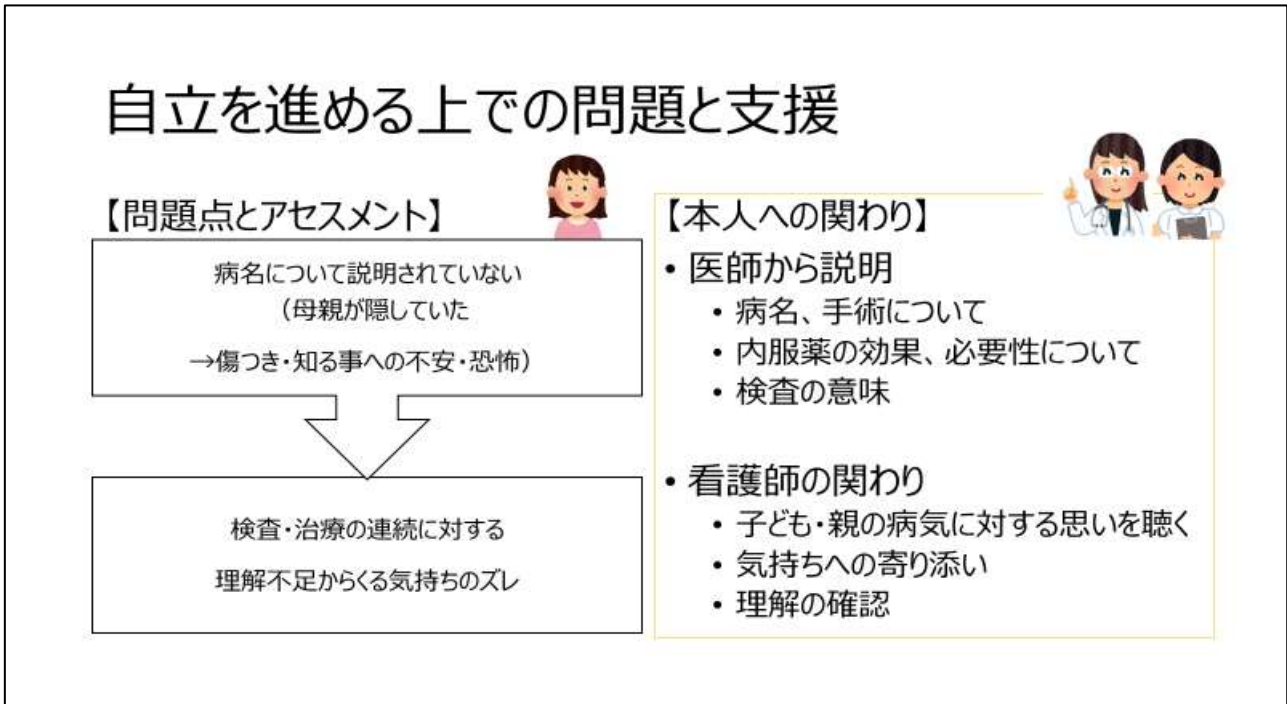 自立を進める上での問題と支援
【問題点とアセスメント】
病名について説明されていない
（母親が隠していた
→傷つき・知る事への不安・恐怖）
検査・治療の連続に対する
理解不足からくる気持ちのズレ
【本人への関わり】
• 医師から説明
• 病名、手術について
• 内服薬の効果、必要性について
• 検査の意味
• 看護師の関わり
• 子ども・親の病気に対する思いを聴く
• 気持ちへの寄り添い
• 理解の確認